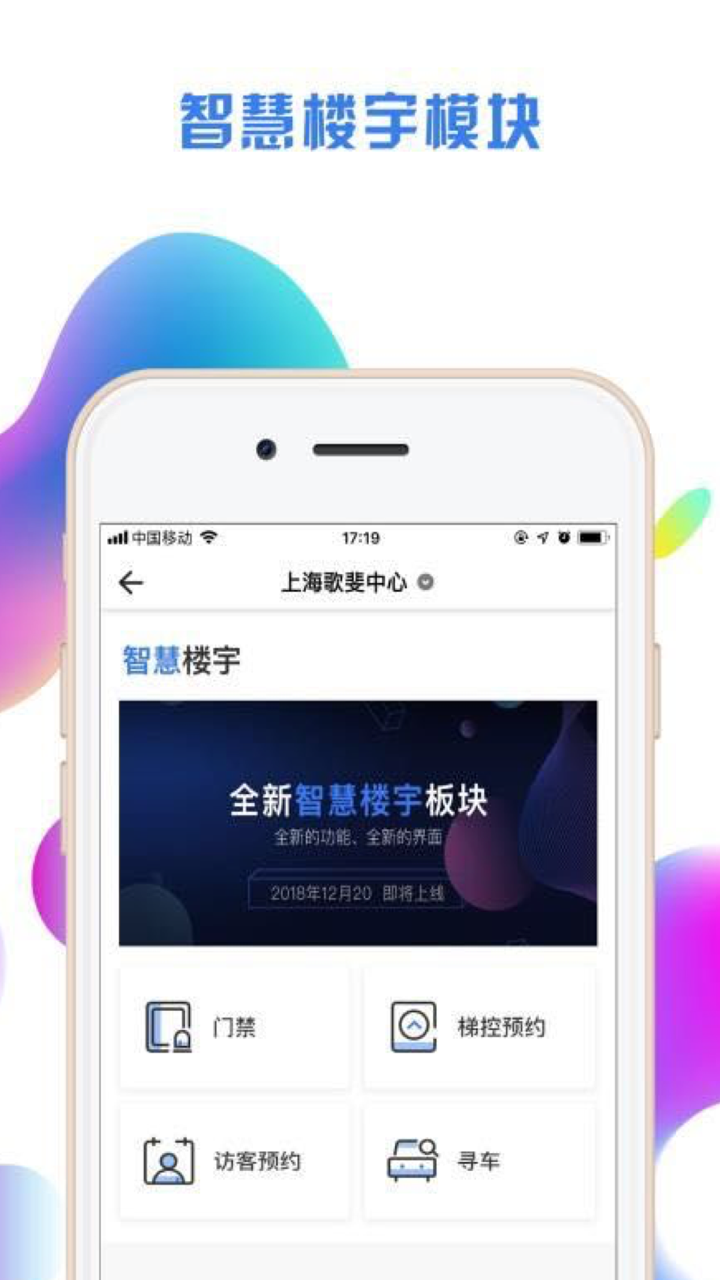 智慧楼宇模块
中国移动 17:19
上海歌斐中心
智慧楼宇
全新智慧楼宇板块
全新的功能、全新的界面
2018年12月20 即将上线
门禁 梯控预约
访客预约 寻车